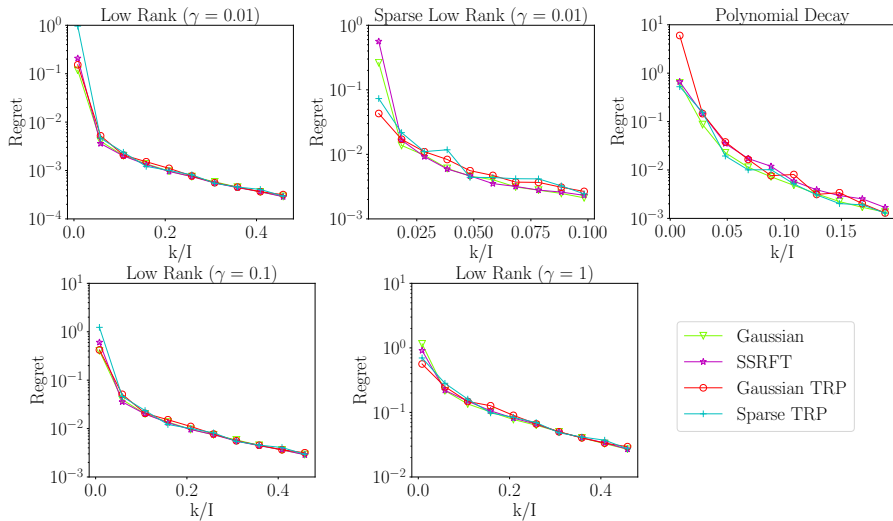 Low Rank (γ = 0.01)
Sparse Low Rank (γ = 0.01)
Polynomial Decay
10^0
10^-1
10^-2
10^-3
10^-4
Regret
0.0
0.2
0.4
k/I
10^0
10^-1
10^-2
10^-3
Regret
0.025
0.050
0.075
0.100
k/I
10^1
10^0
10^-1
10^-2
10^-3
Regret
0.00
0.05
0.10
0.15
k/I
Low Rank (γ = 0.1)
Low Rank (γ = 1)
10^1
10^0
10^-1
10^-2
10^-3
Regret
0.0
0.2
0.4
k/I
10^1
10^0
10^-1
10^-2
Regret
0.0
0.2
0.4
k/I
Gaussian
SSRFT
Gaussian TRP
Sparse TRP